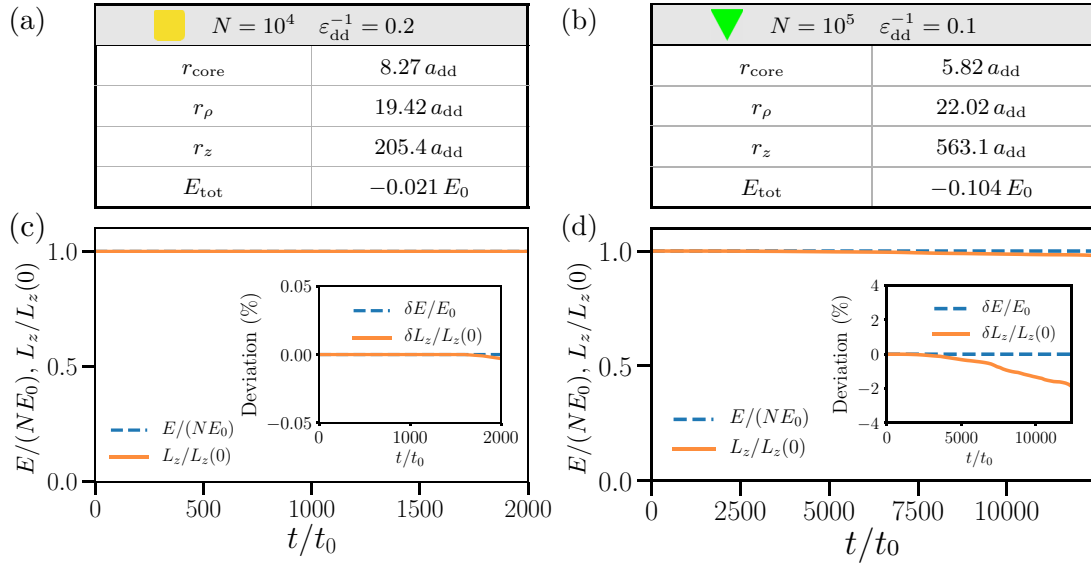 (a)
N = 10^4 ε_dd^{-1} = 0.2
r_core 8.27 a_dd
r_ρ 19.42 a_dd
r_z 205.4 a_dd
E_tot −0.021 E_0
(b)
N = 10^5 ε_dd^{-1} = 0.1
r_core 5.82 a_dd
r_ρ 22.02 a_dd
r_z 563.1 a_dd
E_tot −0.104 E_0
(c)
E/(NE_0), L_z/L_z(0)
1.0
0.5
0.0
0 500 1000 1500 2000
t/t_0
E/(NE_0)
L_z/L_z(0)
Deviation (%)
0.05
0.00
−0.05
0 1000 2000
t/t_0
δE/E_0
δL_z/L_z(0)
(d)
E/(NE_0), L_z/L_z(0)
1.0
0.5
0.0
0 2500 5000 7500 10000
t/t_0
E/(NE_0)
L_z/L_z(0)
Deviation (%)
4
2
0
−2
−4
0 5000 10000
t/t_0
δE/E_0
δL_z/L_z(0)